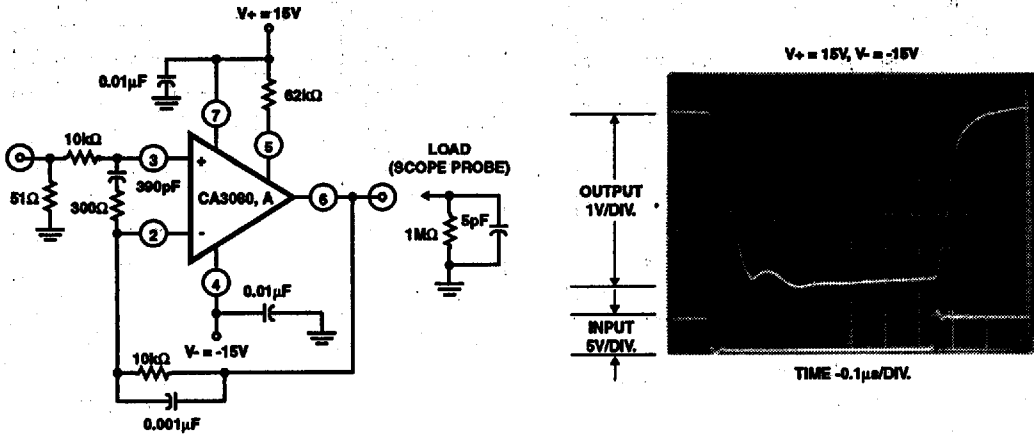 V+ = 15V
0.01μF
62kΩ
7
5
10kΩ
3
+
390pF
CA3080, A
6
51Ω
300Ω
2
-
4
0.01μF
V- = -15V
10kΩ
0.001μF
LOAD
(SCOPE PROBE)
1MΩ
5pF
V+ = 15V, V- = -15V
OUTPUT
1V/DIV.
INPUT
5V/DIV.
TIME -0.1μs/DIV.